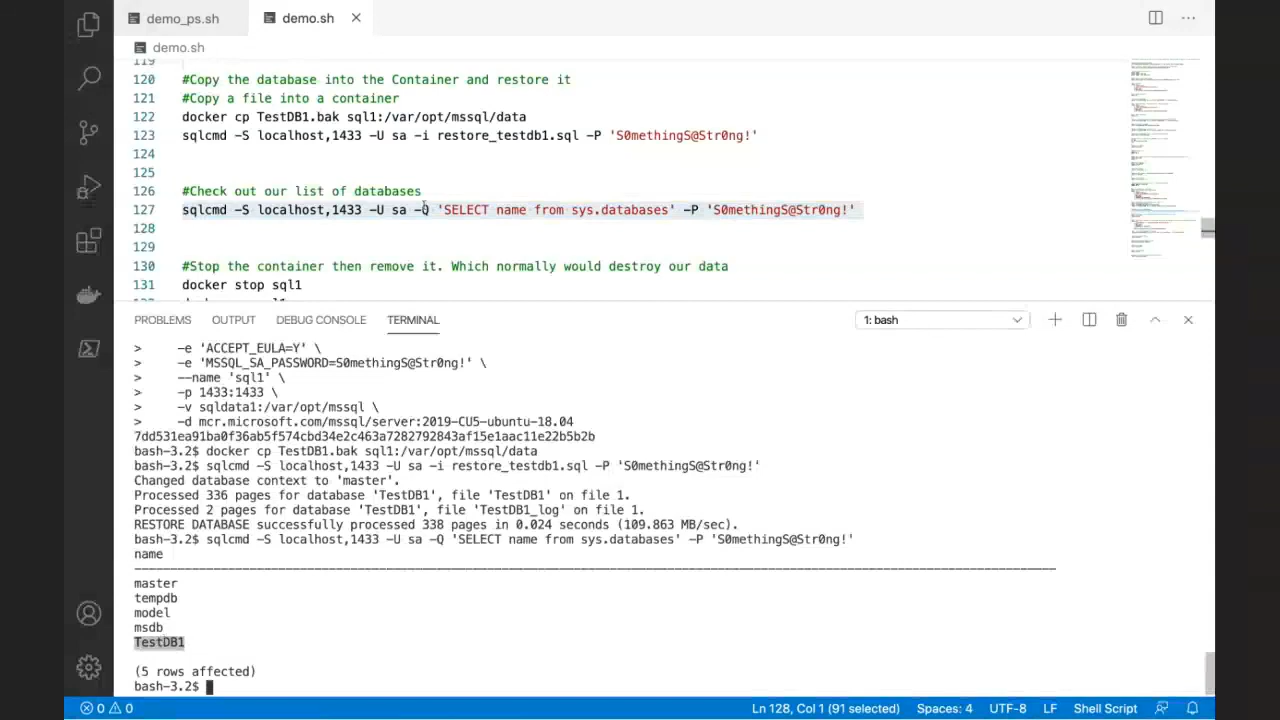 demo_ps.sh
demo.sh
demo.sh
119
120 #Copy the database into the Container and restore it
121 #Copy a file into a container
122 docker cp TestDB1.bak sql1:/var/opt/mssql/data
123 sqlcmd -S localhost,1433 -U sa -i restore_testdb1.sql -P 'S0methingS@Str0ng!'
124
125
126 #Check out our list of databases
127 sqlcmd -S localhost,1433 -U sa -Q 'SELECT name from sys.databases' -P 'S0methingS@Str0ng!'
128
129
130 #Stop the container then remove it. Which normally would destroy our data
131 docker stop sql1
PROBLEMS OUTPUT DEBUG CONSOLE TERMINAL 1: bash
> -e 'ACCEPT_EULA=Y' \
> -e 'MSSQL_SA_PASSWORD=S0methingS@Str0ng!' \
> --name 'sql1' \
> -p 1433:1433 \
> -v sqldata1:/var/opt/mssql \
> -d mcr.microsoft.com/mssql/server:2019-CU5-ubuntu-18.04
7dd531ea91ba0f36ab5f574cbd34e2c463a7282792843af15e1aac11e22b5b2b
bash-3.2$ docker cp TestDB1.bak sql1:/var/opt/mssql/data
bash-3.2$ sqlcmd -S localhost,1433 -U sa -i restore_testdb1.sql -P 'S0methingS@Str0ng!'
Changed database context to 'master'.
Processed 336 pages for database 'TestDB1', file 'TestDB1' on file 1.
Processed 2 pages for database 'TestDB1', file 'TestDB1_log' on file 1.
RESTORE DATABASE successfully processed 338 pages in 0.024 seconds (109.863 MB/sec).
bash-3.2$ sqlcmd -S localhost,1433 -U sa -Q 'SELECT name from sys.databases' -P 'S0methingS@Str0ng!'
name
--------------------------------------------------------------------------------------------------------------------------------
master
tempdb
model
msdb
TestDB1
(5 rows affected)
bash-3.2$
0 0 Ln 128, Col 1 (91 selected) Spaces: 4 UTF-8 LF Shell Script